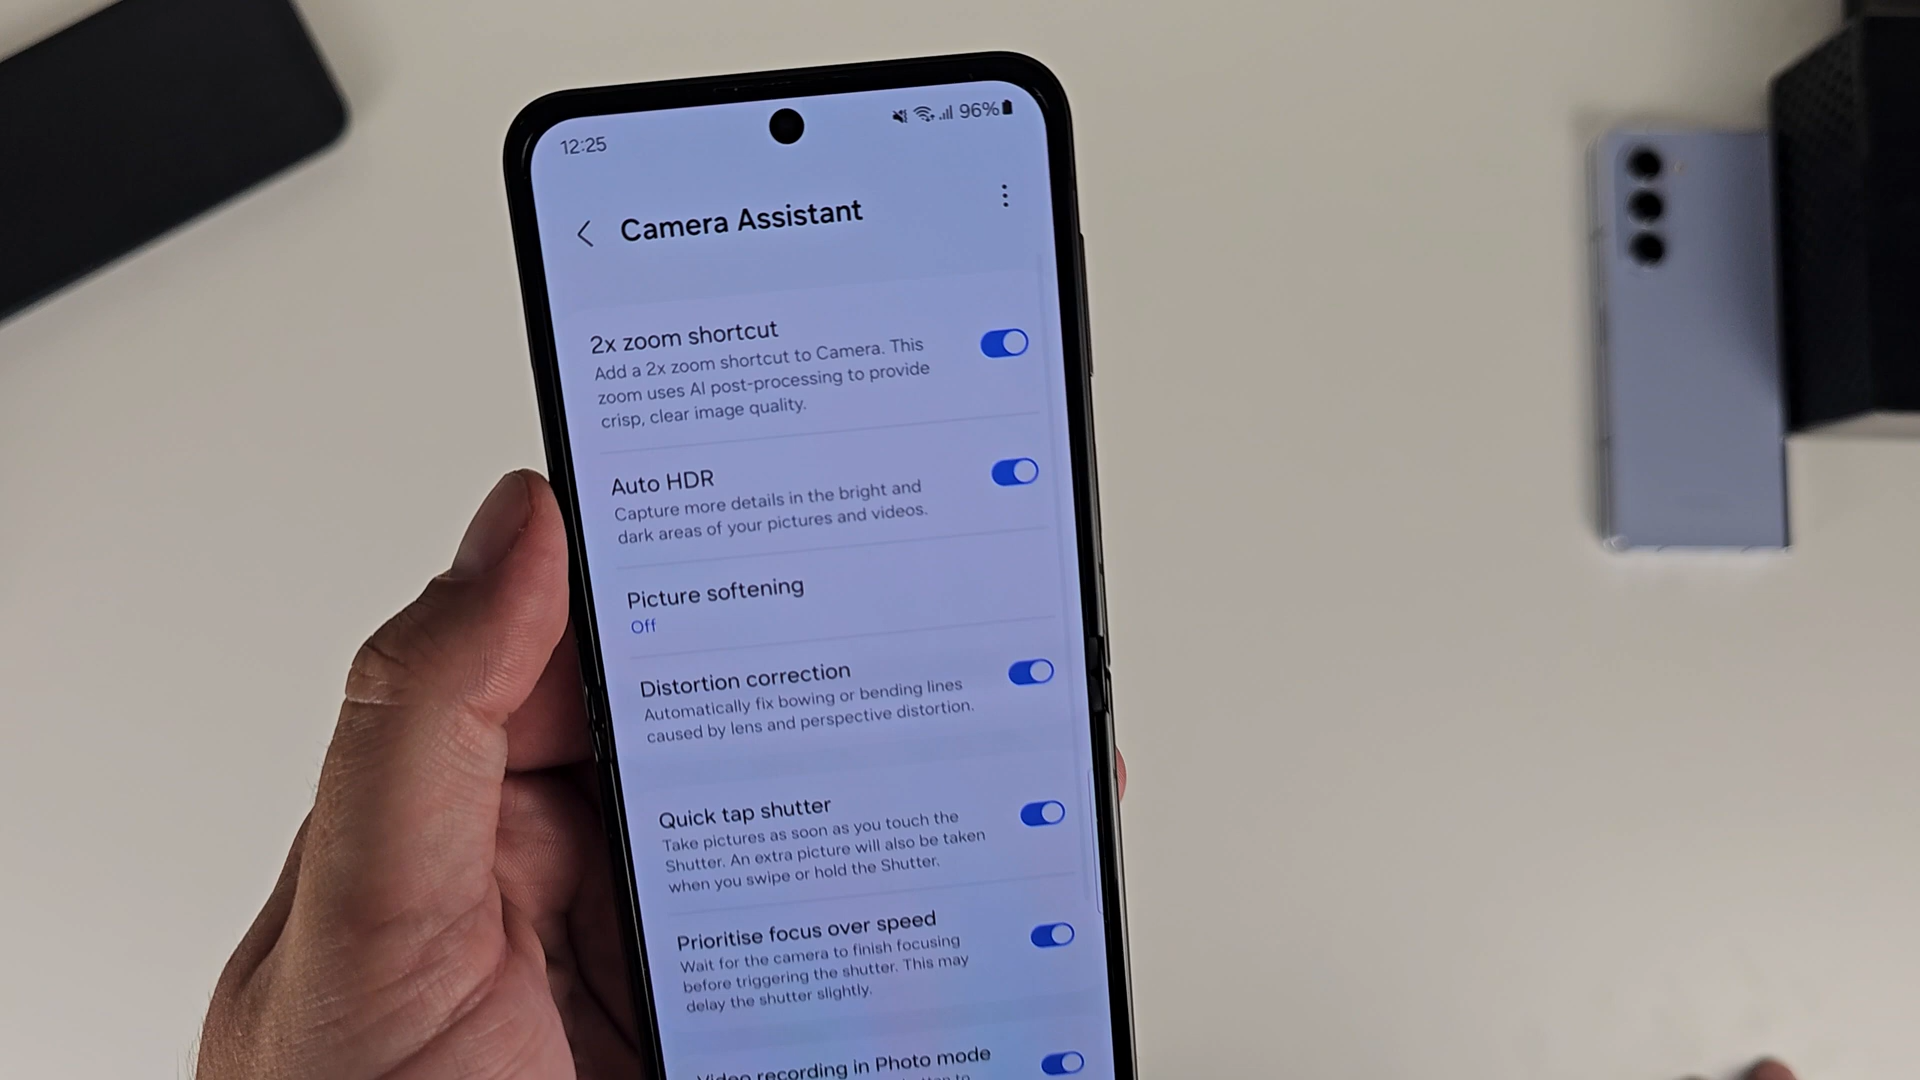 12:25
96%
Camera Assistant
2x zoom shortcut
Add a 2x zoom shortcut to Camera. This
zoom uses AI post-processing to provide
crisp, clear image quality.
Auto HDR
Capture more details in the bright and
dark areas of your pictures and videos.
Picture softening
Off
Distortion correction
Automatically fix bowing or bending lines
caused by lens and perspective distortion.
Quick tap shutter
Take pictures as soon as you touch the
Shutter. An extra picture will also be taken
when you swipe or hold the Shutter.
Prioritise focus over speed
Wait for the camera to finish focusing
before triggering the shutter. This may
delay the shutter slightly.
Video recording in Photo mode